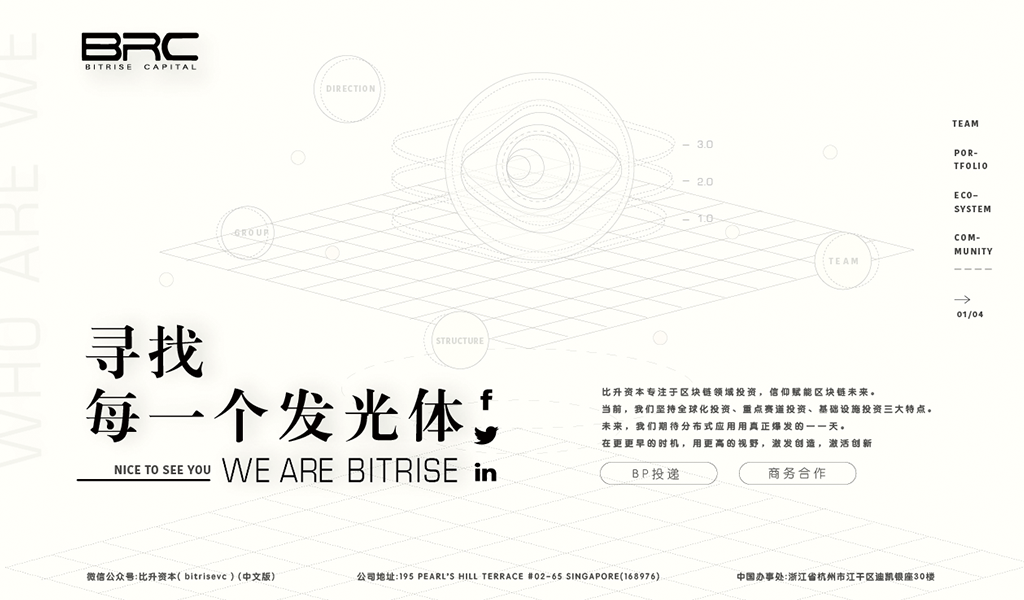 BRC
BITRISE CAPITAL
WHO ARE WE
DIRECTION
GROUP
TEAM
STRUCTURE
– 3.0
– 2.0
– 1.0
TEAM
POR-
TFOLIO
ECO-
SYSTEM
COM-
MUNITY
01/04
寻找
每一个发光体
NICE TO SEE YOU
WE ARE BITRISE
f
in
比升资本专注于区块链领域投资，信仰赋能区块链未来。
当前，我们坚持全球化投资、重点赛道投资、基础设施投资三大特点。
未来，我们期待分布式应用用真正爆发的一一天。
在更更早的时机，用更高的视野，激发创造，激活创新
BP投递
商务合作
微信公众号:比升资本( bitrisevc ) (中文版)
公司地址:195 PEARL'S HILL TERRACE #02-65 SINGAPORE(168976)
中国办事处:浙江省杭州市江干区迪凯银座30楼